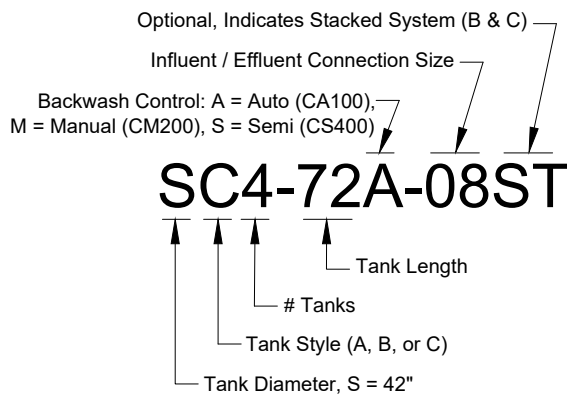 Optional, Indicates Stacked System (B & C)
Influent / Effluent Connection Size
Backwash Control: A = Auto (CA100),
M = Manual (CM200), S = Semi (CS400)
SC4-72A-08ST
Tank Length
# Tanks
Tank Style (A, B, or C)
Tank Diameter, S = 42"